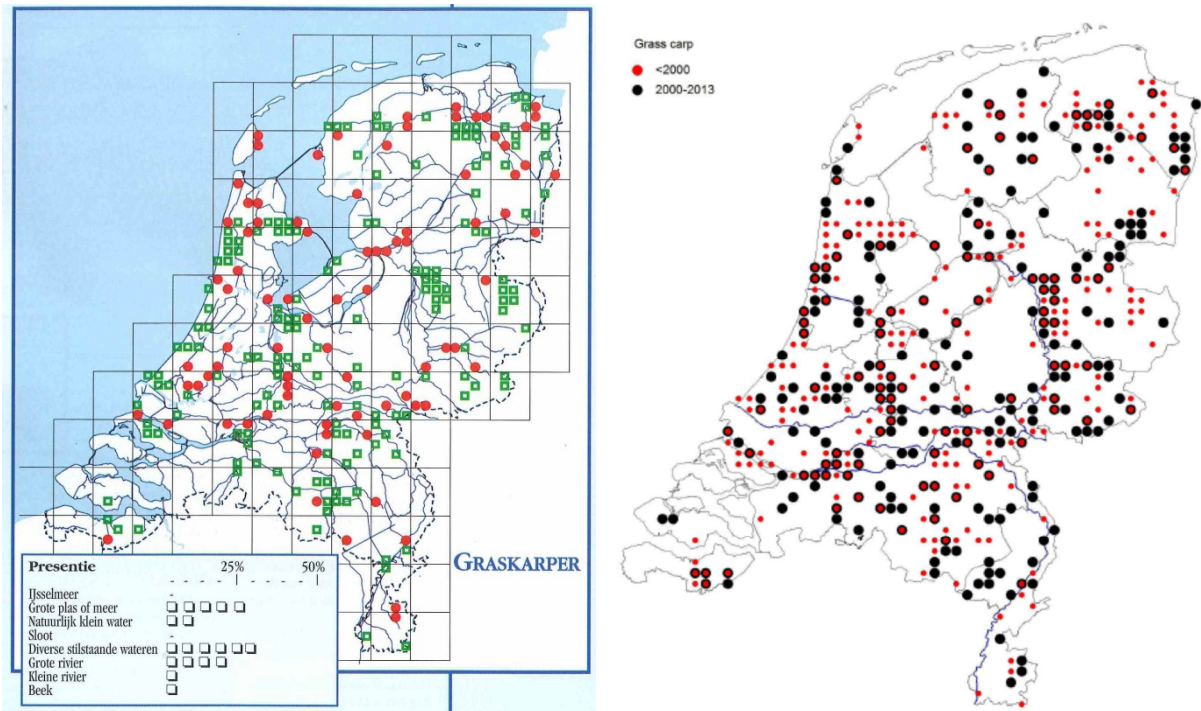 GRASKARPER
Presentie 25% 50%
IJsselmeer -
Grote plas of meer
Natuurlijk klein water
Sloot -
Diverse stilstaande wateren
Grote rivier
Kleine rivier
Beek
Grass carp
<2000
2000-2013